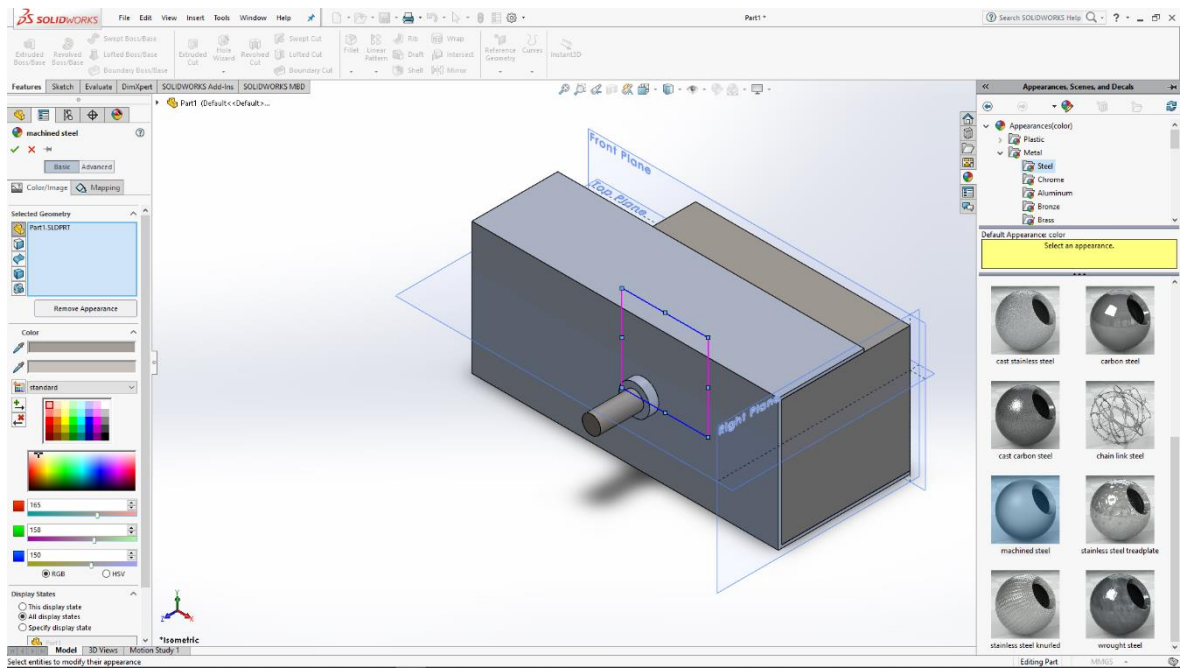 SOLIDWORKS File Edit View Insert Tools Window Help Part1 * Search SOLIDWORKS Help
Extruded Boss/Base
Revolved Boss/Base
Swept Boss/Base
Lofted Boss/Base
Boundary Boss/Base
Extruded Cut
Hole Wizard
Revolved Cut
Swept Cut
Lofted Cut
Boundary Cut
Fillet
Linear Pattern
Rib
Draft
Shell
Wrap
Intersect
Mirror
Reference Geometry
Curves
Instant3D
Features Sketch Evaluate DimXpert SOLIDWORKS Add-Ins SOLIDWORKS MBD
Part1 (Default<<Default>...
machined steel
Basic Advanced
Color/Image Mapping
Selected Geometry
Part1.SLDPRT
Remove Appearance
Color
standard
165
158
150
RGB HSV
Display States
This display state
All display states
Specify display state
Part1
Front Plane
Top Plane
Right Plane
Y
Z
X
*Isometric
Appearances, Scenes, and Decals
Appearances(color)
Plastic
Metal
Steel
Chrome
Aluminum
Bronze
Brass
Default Appearance: color
Select an appearance.
cast stainless steel carbon steel
cast carbon steel chain link steel
machined steel stainless steel treadplate
stainless steel knurled wrought steel
Model 3D Views Motion Study 1
Select entities to modify their appearance Editing Part MMGS